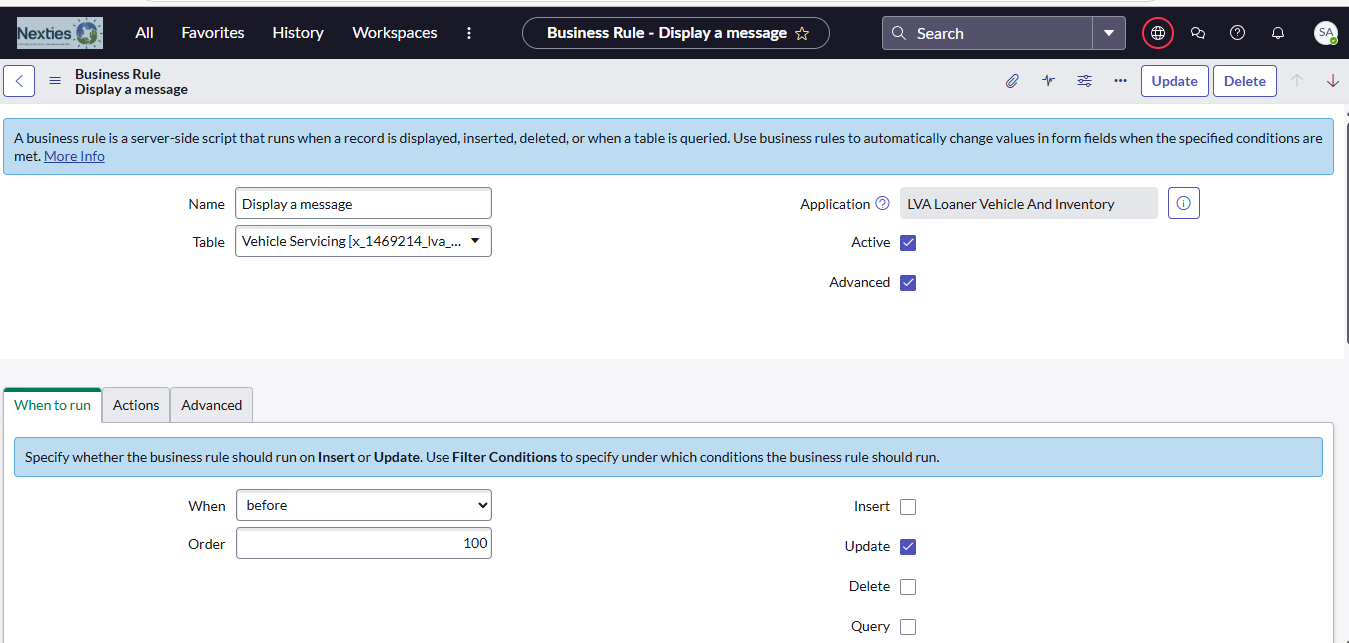 Nexties
All Favorites History Workspaces Business Rule - Display a message Search SA
Business Rule
Display a message
Update Delete
A business rule is a server-side script that runs when a record is displayed, inserted, deleted, or when a table is queried. Use business rules to automatically change values in form fields when the specified conditions are
met. More Info
Name Display a message
Application LVA Loaner Vehicle And Inventory
Table Vehicle Servicing [x_1469214_lva_...
Active
Advanced
When to run Actions Advanced
Specify whether the business rule should run on Insert or Update. Use Filter Conditions to specify under which conditions the business rule should run.
When before
Insert
Order 100
Update
Delete
Query